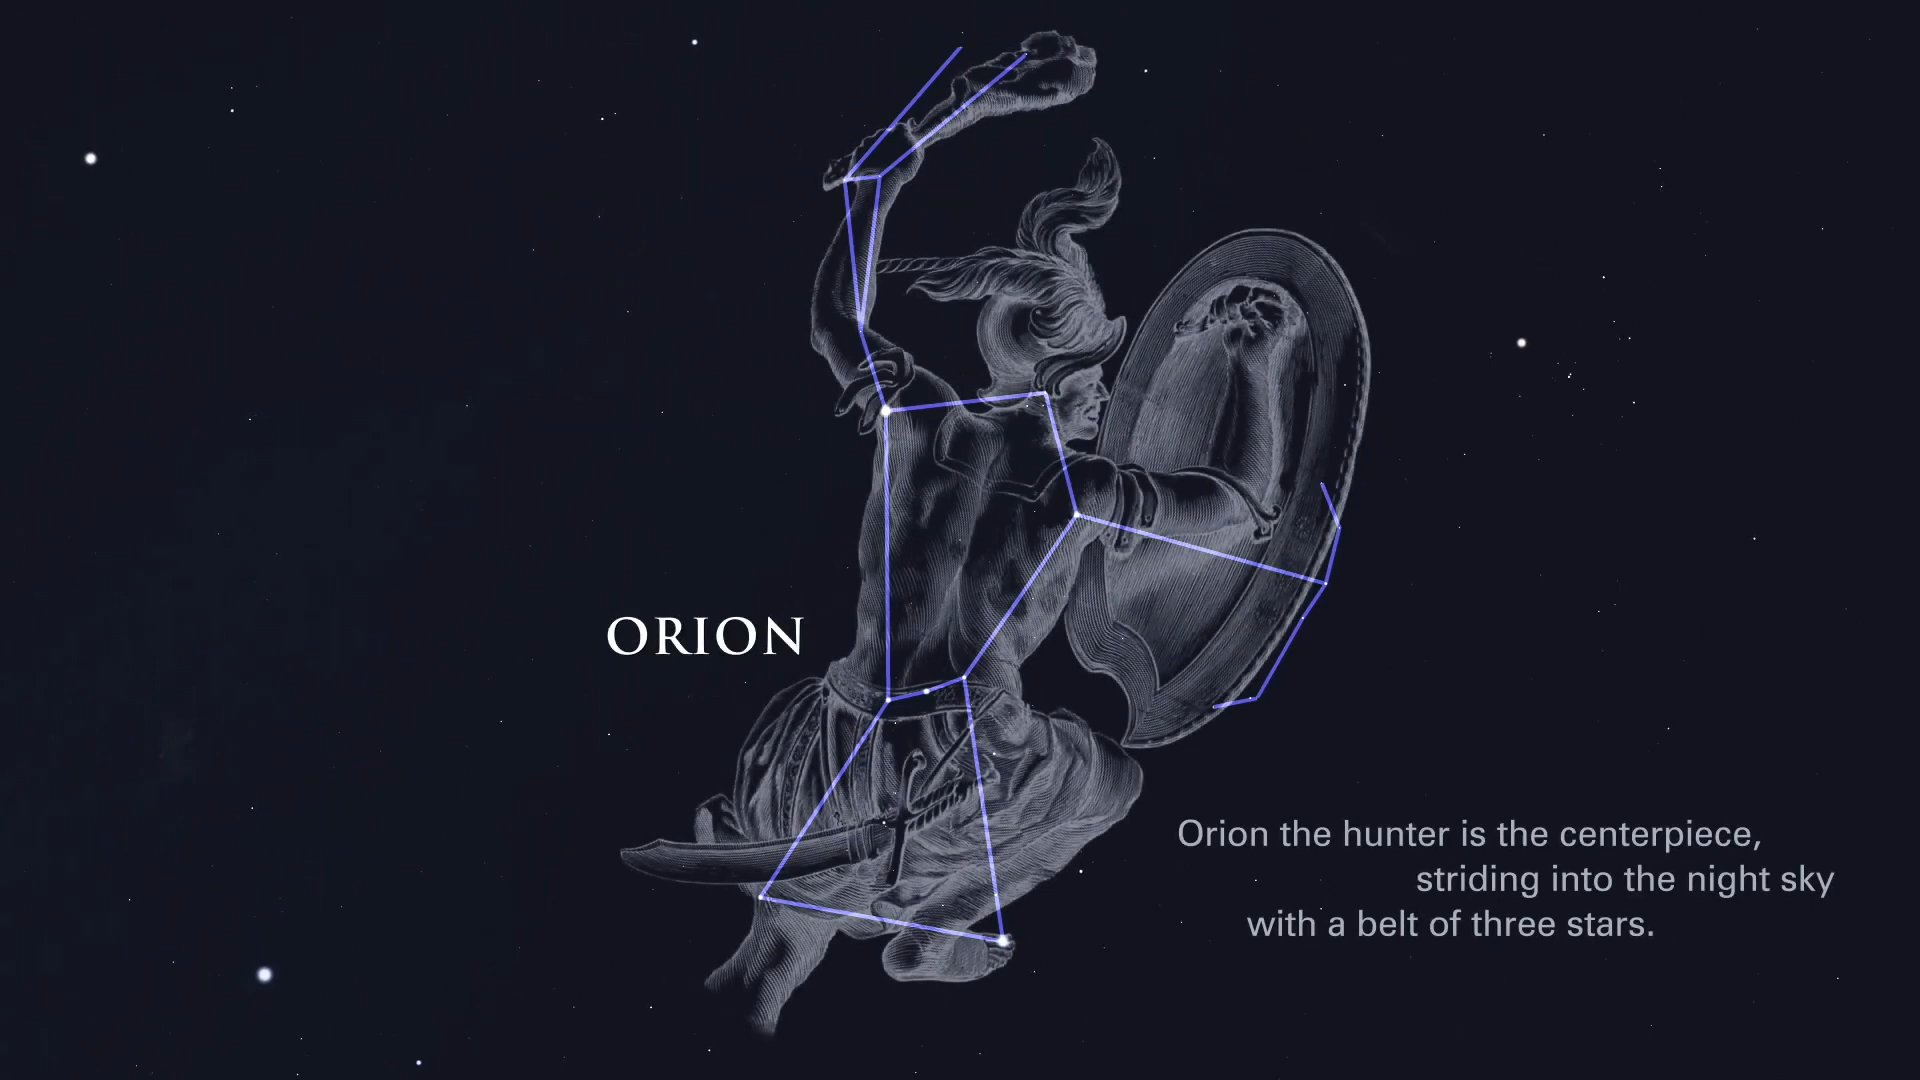 ORION
Orion the hunter is the centerpiece,
striding into the night sky
with a belt of three stars.